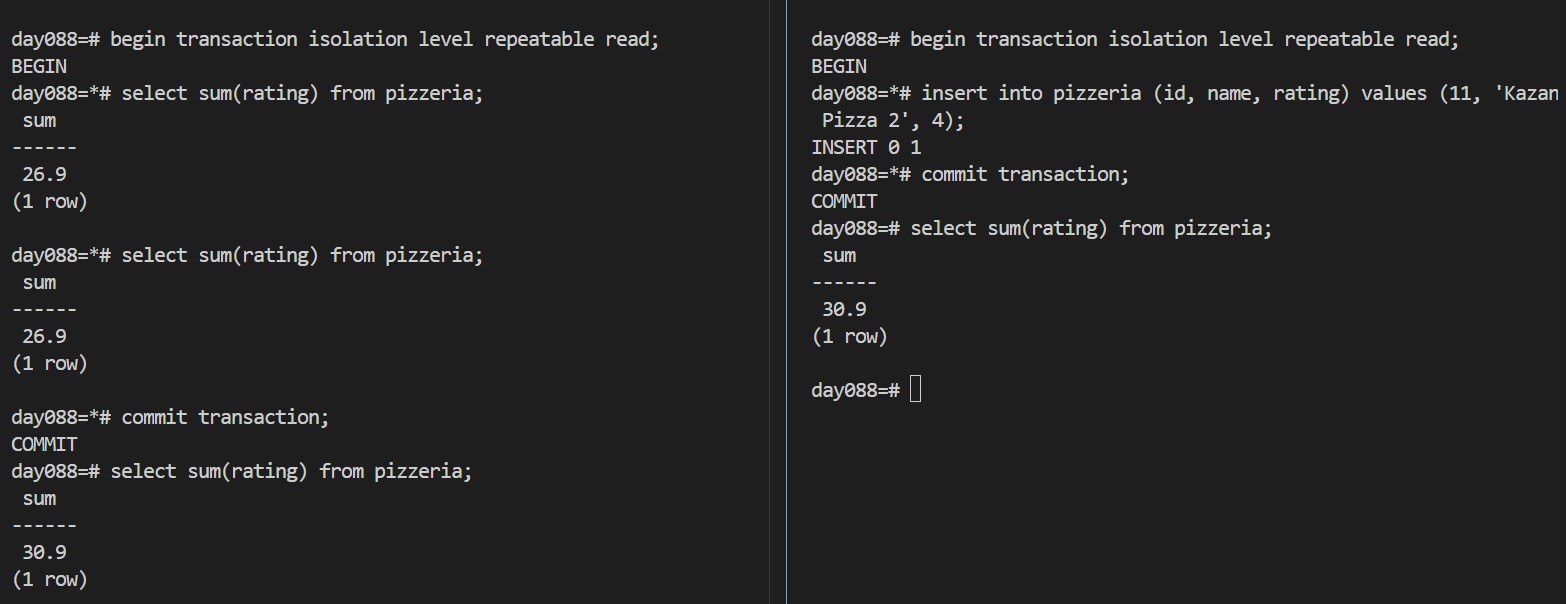 day088=# begin transaction isolation level repeatable read;
BEGIN
day088=*# select sum(rating) from pizzeria;
 sum
------
 26.9
(1 row)

day088=*# select sum(rating) from pizzeria;
 sum
------
 26.9
(1 row)

day088=*# commit transaction;
COMMIT
day088=# select sum(rating) from pizzeria;
 sum
------
 30.9
(1 row)

day088=# begin transaction isolation level repeatable read;
BEGIN
day088=*# insert into pizzeria (id, name, rating) values (11, 'Kazan
 Pizza 2', 4);
INSERT 0 1
day088=*# commit transaction;
COMMIT
day088=# select sum(rating) from pizzeria;
 sum
------
 30.9
(1 row)

day088=#